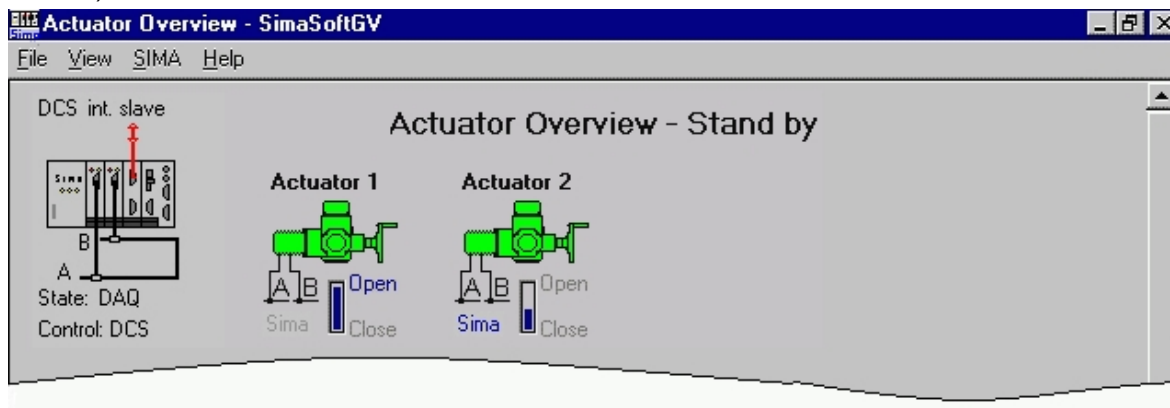 Actuator Overview - SimaSoftGV
File View SIMA Help
DCS int. slave
Actuator Overview - Stand by
Actuator 1 Actuator 2
B
A
State: DAQ
Control: DCS
A B Open
Sima Close
A B Open
Sima Close